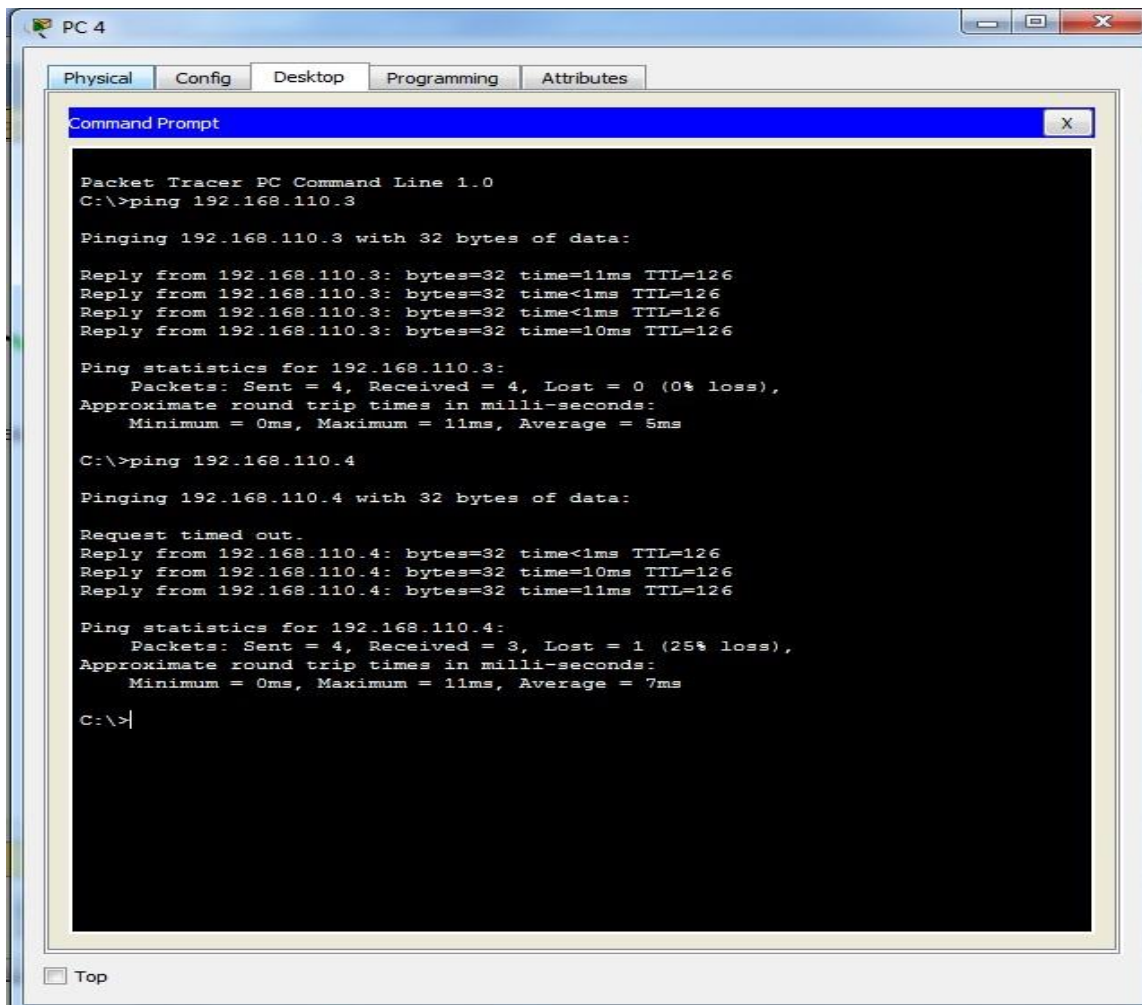 PC 4
Physical Config Desktop Programming Attributes
Command Prompt X
Packet Tracer PC Command Line 1.0
C:\>ping 192.168.110.3
Pinging 192.168.110.3 with 32 bytes of data:
Reply from 192.168.110.3: bytes=32 time=11ms TTL=126
Reply from 192.168.110.3: bytes=32 time<1ms TTL=126
Reply from 192.168.110.3: bytes=32 time<1ms TTL=126
Reply from 192.168.110.3: bytes=32 time=10ms TTL=126
Ping statistics for 192.168.110.3:
Packets: Sent = 4, Received = 4, Lost = 0 (0% loss),
Approximate round trip times in milli-seconds:
Minimum = 0ms, Maximum = 11ms, Average = 5ms
C:\>ping 192.168.110.4
Pinging 192.168.110.4 with 32 bytes of data:
Request timed out.
Reply from 192.168.110.4: bytes=32 time<1ms TTL=126
Reply from 192.168.110.4: bytes=32 time=10ms TTL=126
Reply from 192.168.110.4: bytes=32 time=11ms TTL=126
Ping statistics for 192.168.110.4:
Packets: Sent = 4, Received = 3, Lost = 1 (25% loss),
Approximate round trip times in milli-seconds:
Minimum = 0ms, Maximum = 11ms, Average = 7ms
C:\>
Top